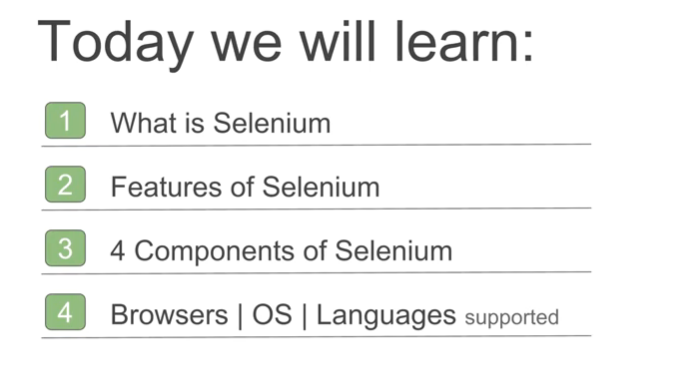 Today we will learn:
1 What is Selenium
2 Features of Selenium
3 4 Components of Selenium
4 Browsers | OS | Languages supported